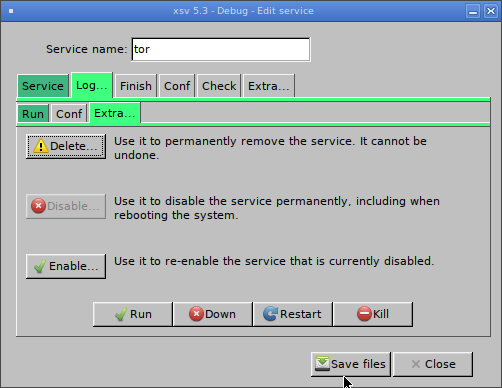 xsv 5.3 - Debug - Edit service
Service name: tor
Service Log... Finish Conf Check Extra...
Run Conf Extra...
Delete... Use it to permanently remove the service. It cannot be
undone.
Disable... Use it to disable the service permanently, including when
rebooting the system.
Enable... Use it to re-enable the service that is currently disabled.
Run Down Restart Kill
Save files Close